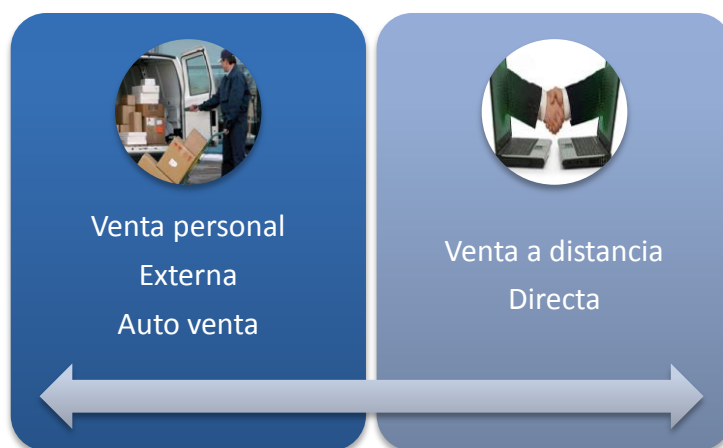 Venta personal
Externa
Auto venta
Venta a distancia
Directa